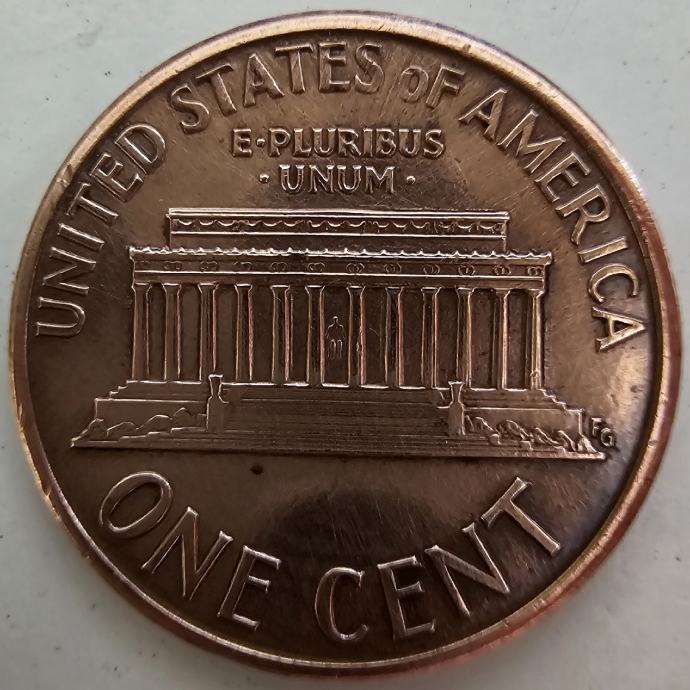 UNITED STATES OF AMERICA
E·PLURIBUS
·UNUM·
FG
ONE CENT